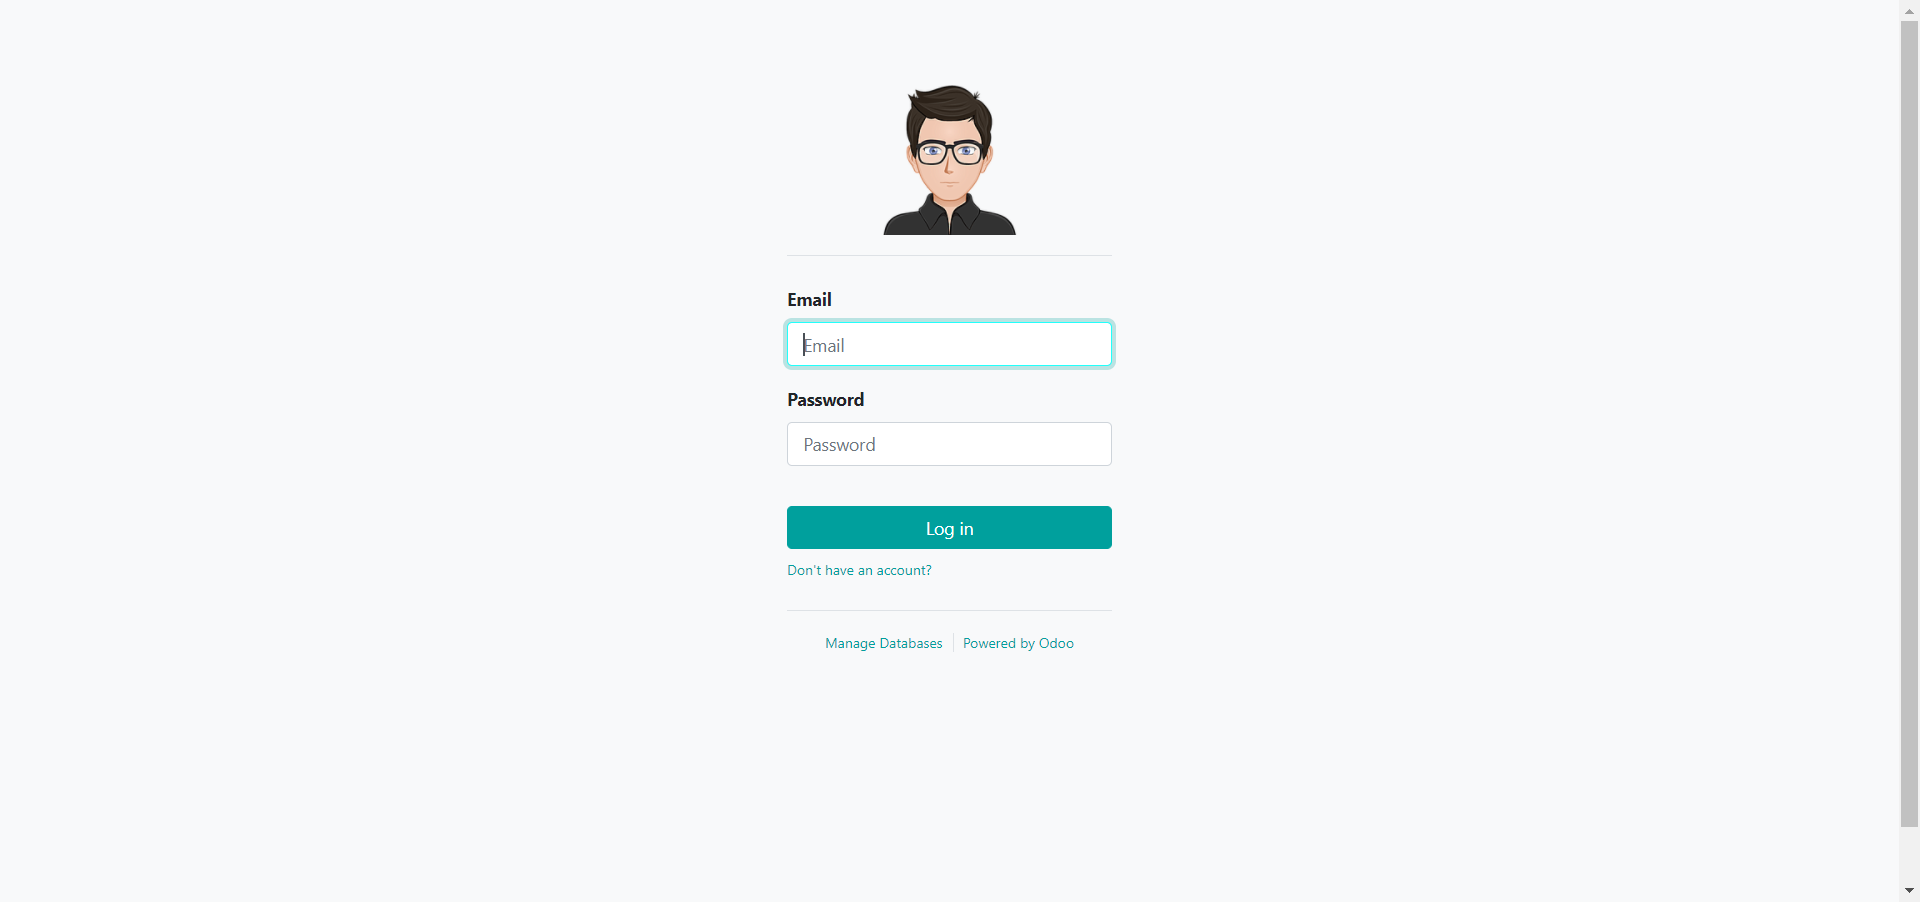 Email
Email
Password
Password
Log in
Don't have an account?
Manage Databases Powered by Odoo